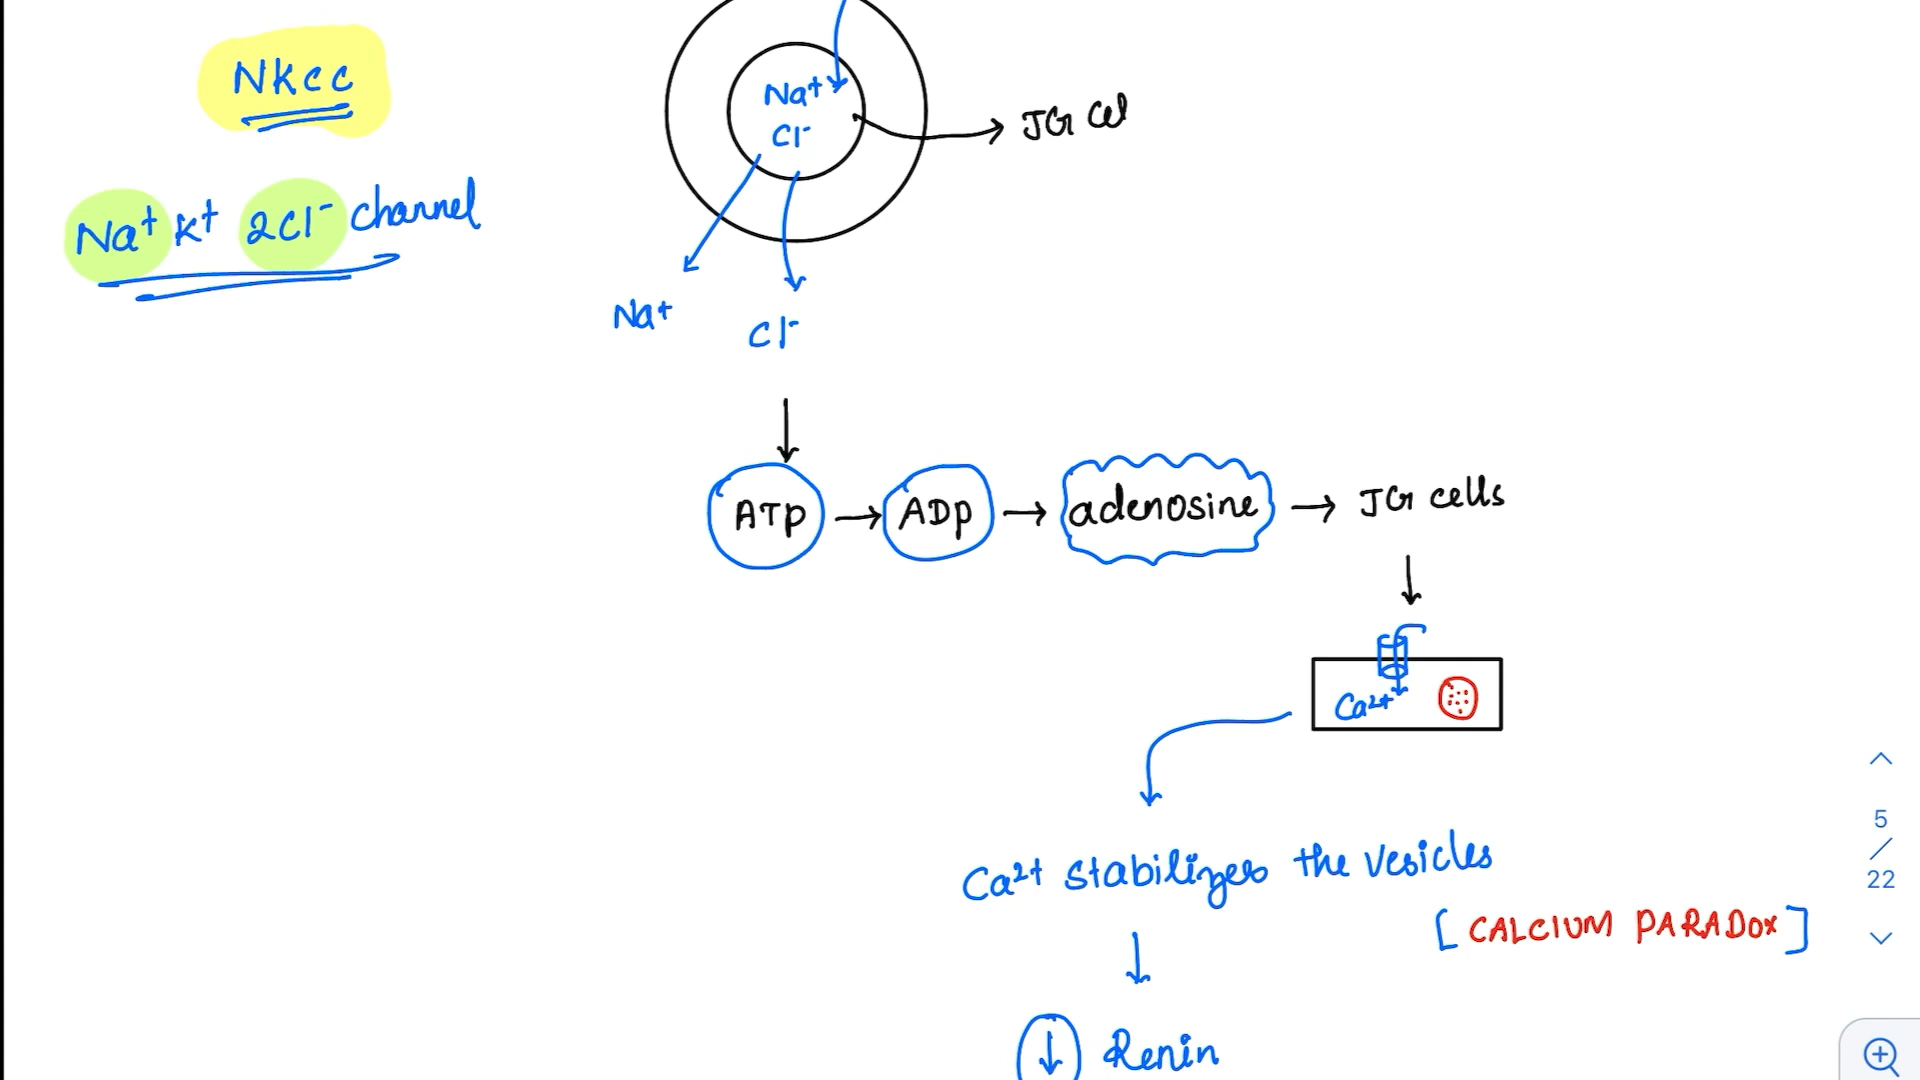 NKCC
Na⁺ K⁺ 2Cl⁻ channel
Na⁺
Cl⁻
JG Cel
Na⁺
Cl⁻
ATP → ADP → adenosine → JG cells
Ca²⁺
Ca²⁺ stabilizes the vesicles
[CALCIUM PARADOX]
↓ Renin
5
/
22